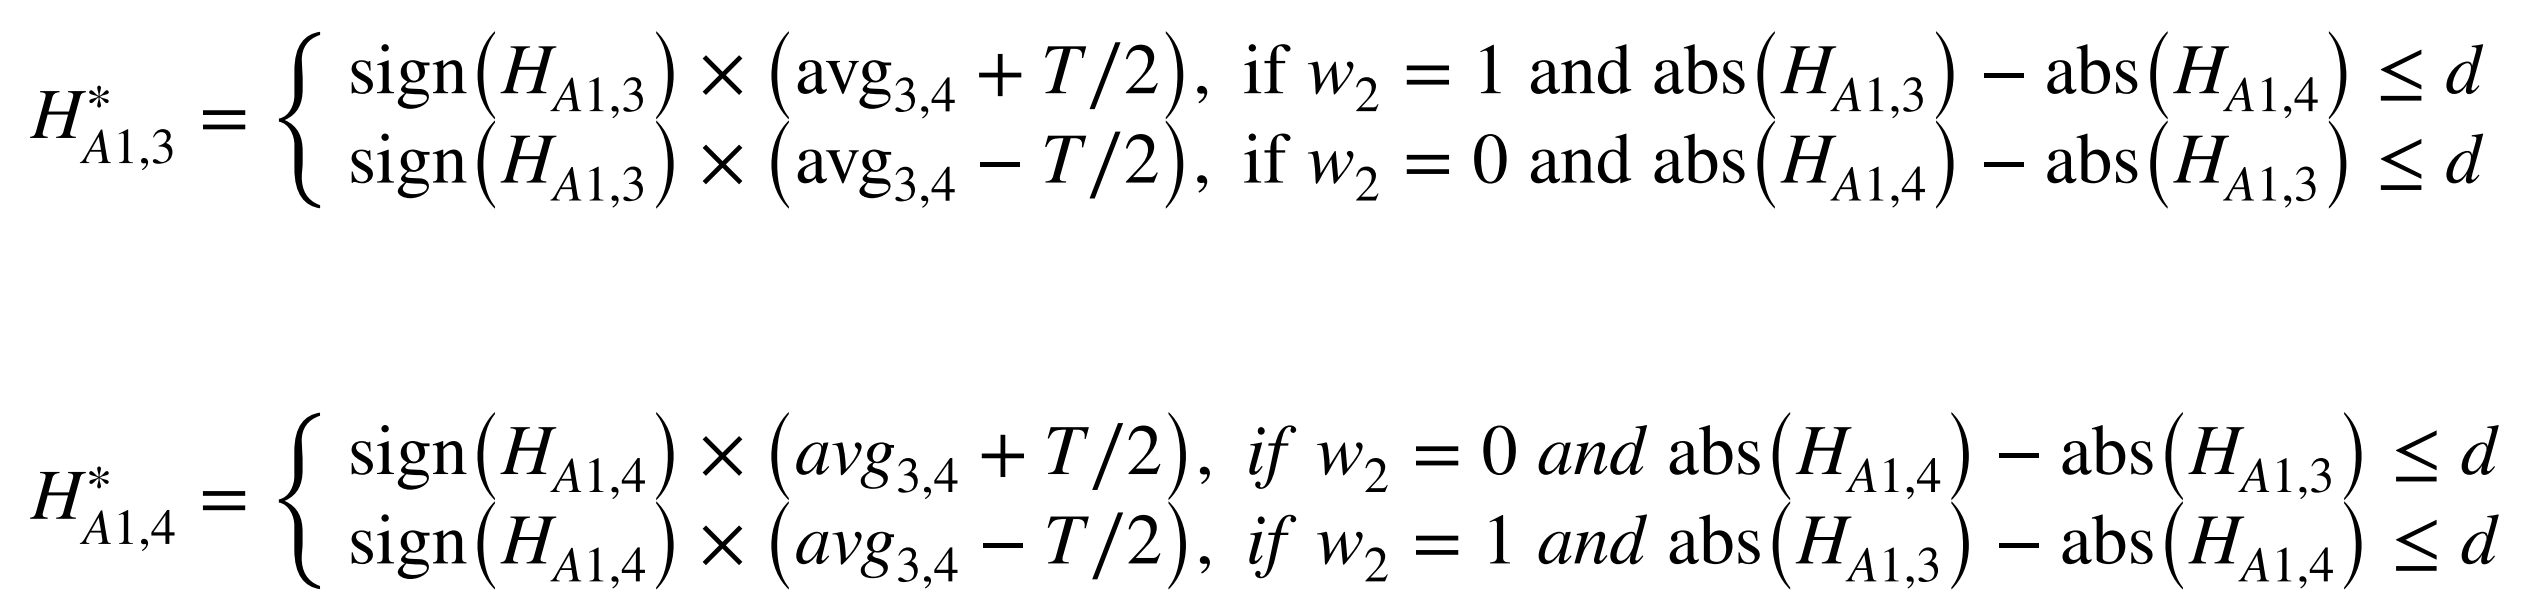 H*_{A1,3} = { sign(H_{A1,3}) × (avg_{3,4} + T/2), if w_2 = 1 and abs(H_{A1,3}) − abs(H_{A1,4}) ≤ d
sign(H_{A1,3}) × (avg_{3,4} − T/2), if w_2 = 0 and abs(H_{A1,4}) − abs(H_{A1,3}) ≤ d
H*_{A1,4} = { sign(H_{A1,4}) × (avg_{3,4} + T/2), if w_2 = 0 and abs(H_{A1,4}) − abs(H_{A1,3}) ≤ d
sign(H_{A1,4}) × (avg_{3,4} − T/2), if w_2 = 1 and abs(H_{A1,3}) − abs(H_{A1,4}) ≤ d